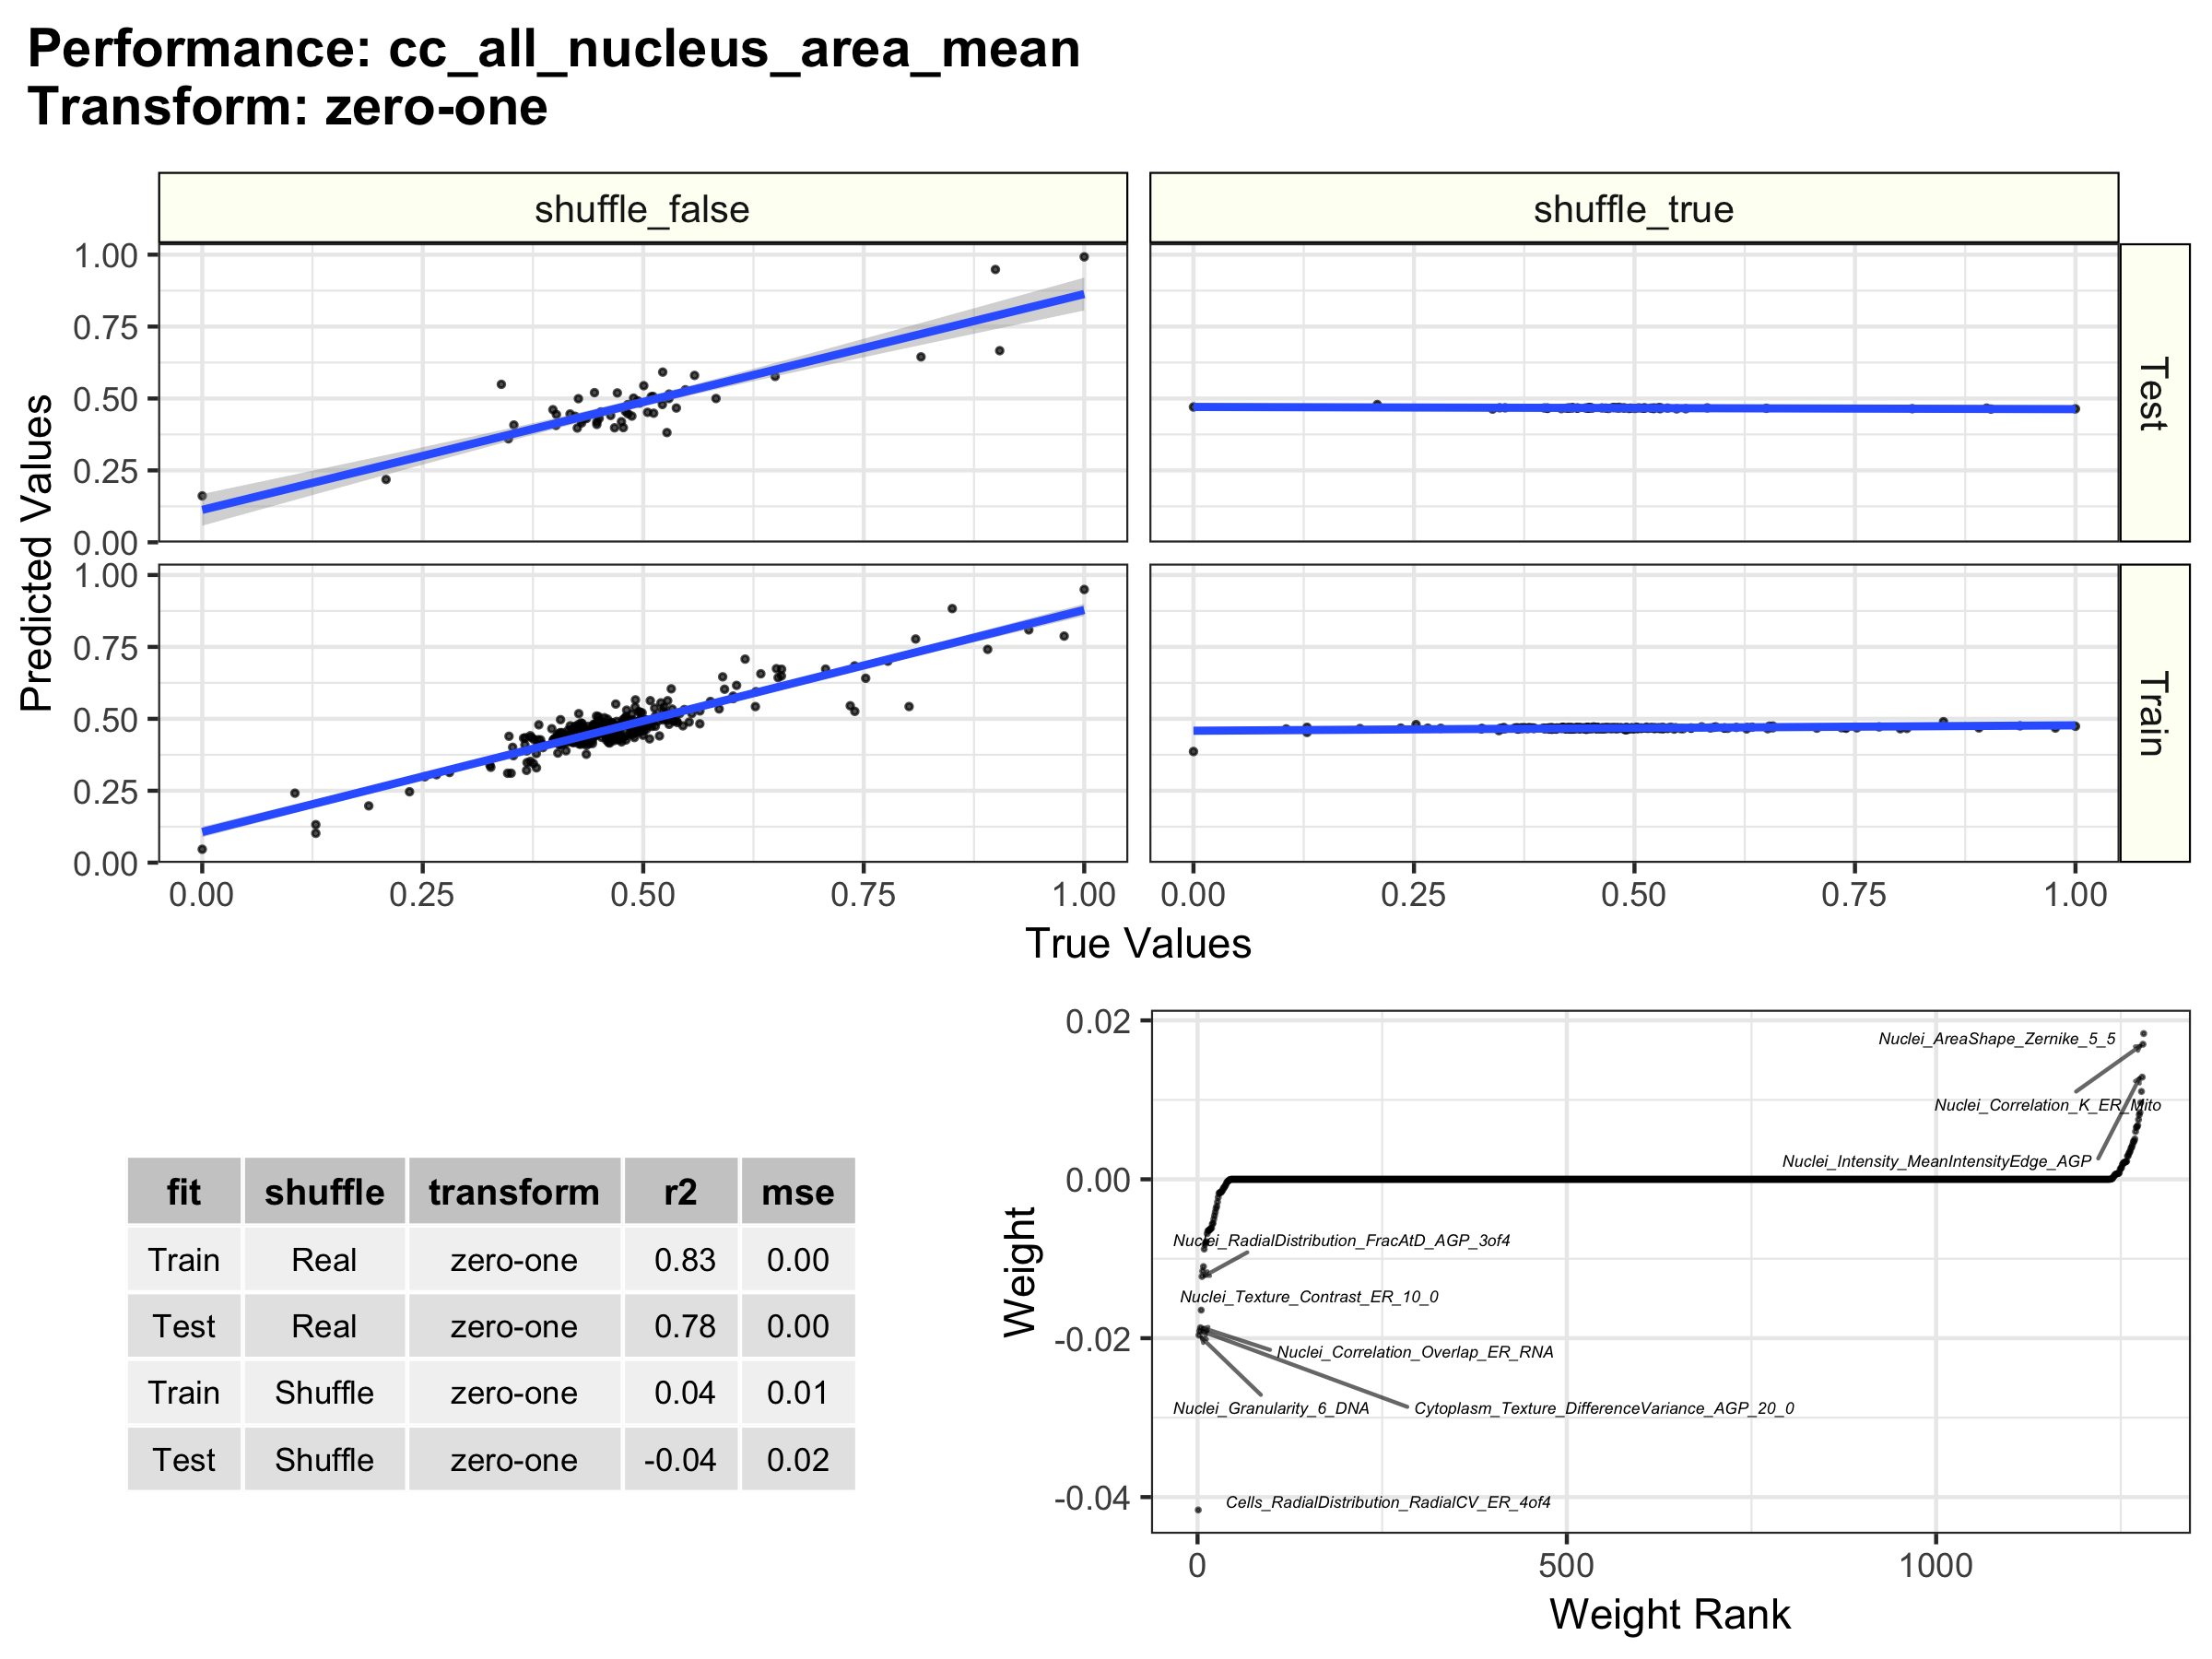 Performance: cc_all_nucleus_area_mean
Transform: zero-one
shuffle_false
shuffle_true
1.00
0.75
0.50
0.25
0.00
Test
Predicted Values
1.00
0.75
0.50
0.25
0.00
Train
0.00 0.25 0.50 0.75 1.00
0.00 0.25 0.50 0.75 1.00
True Values
fit shuffle transform r2 mse
Train Real zero-one 0.83 0.00
Test Real zero-one 0.78 0.00
Train Shuffle zero-one 0.04 0.01
Test Shuffle zero-one -0.04 0.02
Weight
0.02
0.00
-0.02
-0.04
Nuclei_AreaShape_Zernike_5_5
Nuclei_Correlation_K_ER_Mito
Nuclei_Intensity_MeanIntensityEdge_AGP
Nuclei_RadialDistribution_FracAtD_AGP_3of4
Nuclei_Texture_Contrast_ER_10_0
Nuclei_Correlation_Overlap_ER_RNA
Nuclei_Granularity_6_DNA
Cytoplasm_Texture_DifferenceVariance_AGP_20_0
Cells_RadialDistribution_RadialCV_ER_4of4
0 500 1000
Weight Rank